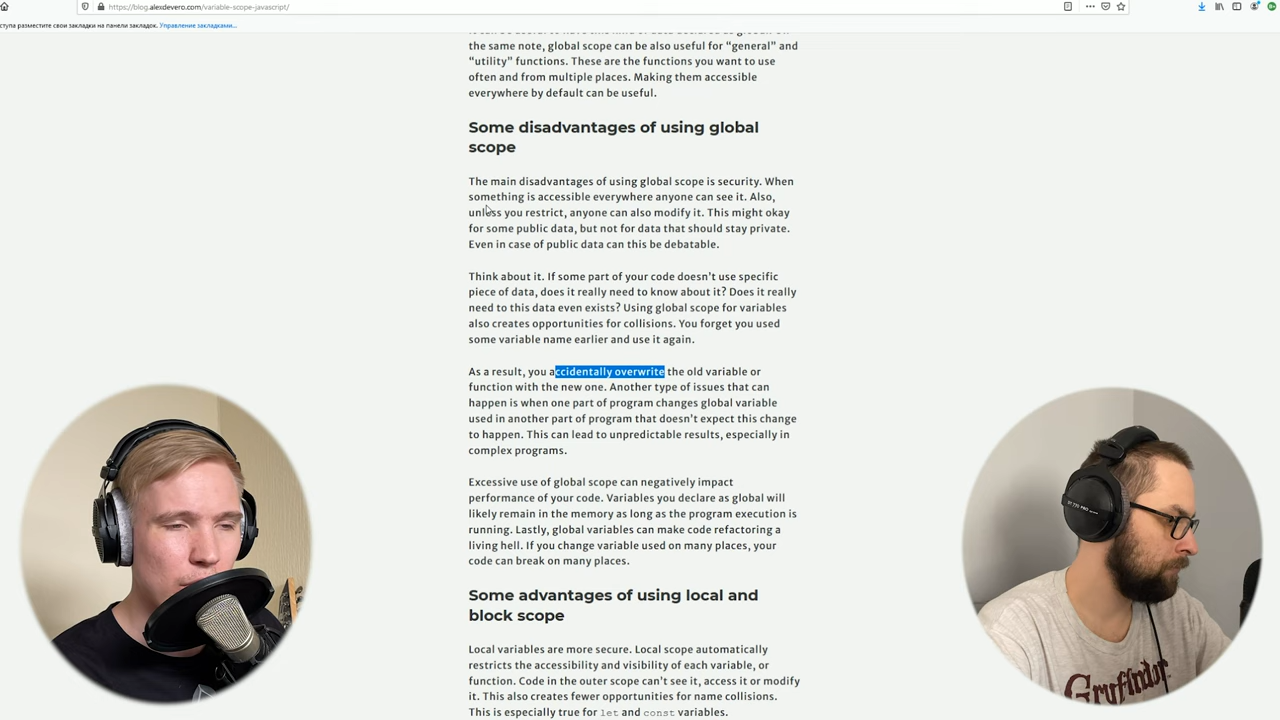 https://blog.alexdevero.com/variable-scope-javascript/
ступа разместите свои закладки на панели закладок. Управление закладками…
the same note, global scope can be also useful for “general” and
“utility” functions. These are the functions you want to use
often and from multiple places. Making them accessible
everywhere by default can be useful.
Some disadvantages of using global
scope
The main disadvantages of using global scope is security. When
something is accessible everywhere anyone can see it. Also,
unless you restrict, anyone can also modify it. This might okay
for some public data, but not for data that should stay private.
Even in case of public data can this be debatable.
Think about it. If some part of your code doesn’t use specific
piece of data, does it really need to know about it? Does it really
need to this data even exists? Using global scope for variables
also creates opportunities for collisions. You forget you used
some variable name earlier and use it again.
As a result, you accidentally overwrite the old variable or
function with the new one. Another type of issues that can
happen is when one part of program changes global variable
used in another part of program that doesn’t expect this change
to happen. This can lead to unpredictable results, especially in
complex programs.
Excessive use of global scope can negatively impact
performance of your code. Variables you declare as global will
likely remain in the memory as long as the program execution is
running. Lastly, global variables can make code refactoring a
living hell. If you change variable used on many places, your
code can break on many places.
Some advantages of using local and
block scope
Local variables are more secure. Local scope automatically
restricts the accessibility and visibility of each variable, or
function. Code in the outer scope can’t see it, access it or modify
it. This also creates fewer opportunities for name collisions.
This is especially true for let and const variables.
DT 770 PRO
Gryffindor